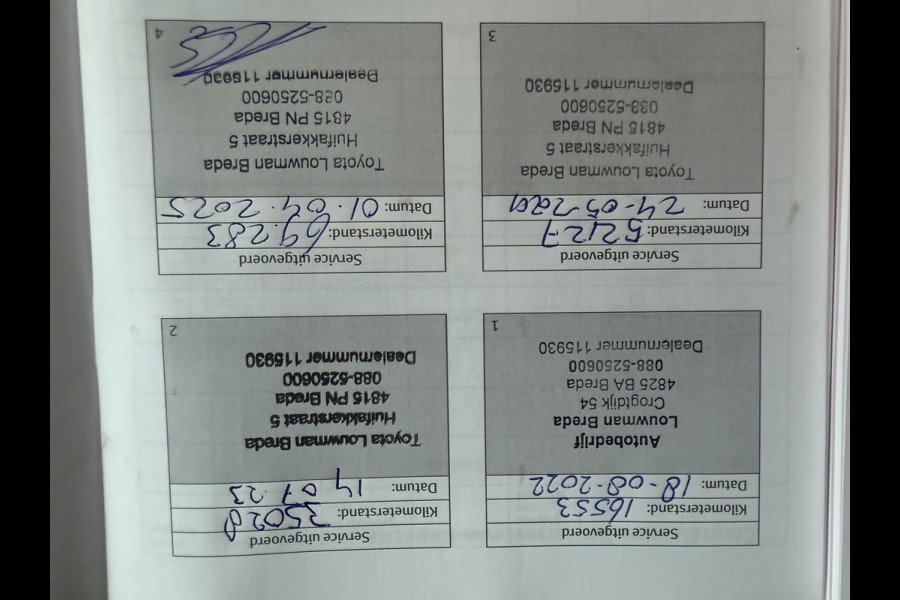 Service uitgevoerd
Kilometerstand: 16553
Datum: 18-08-2022
Autobedrijf
Louwman Breda
Crogtdijk 54
4825 BA Breda
088-5250600
Dealernummer 115930
1
Service uitgevoerd
Kilometerstand: 35028
Datum: 14 07.23
Toyota Louwman Breda
Huifakkerstraat 5
4815 PN Breda
088-5250600
Dealernummer 115930
2
Service uitgevoerd
Kilometerstand: 52127
Datum: 24-05-2024
Toyota Louwman Breda
Huifakkerstraat 5
4815 PN Breda
088-5250600
Dealernummer 115930
3
Service uitgevoerd
Kilometerstand: 69.283
Datum: 01.04.2025
Toyota Louwman Breda
Huifakkerstraat 5
4815 PN Breda
088-5250600
Dealernummer 115930
4